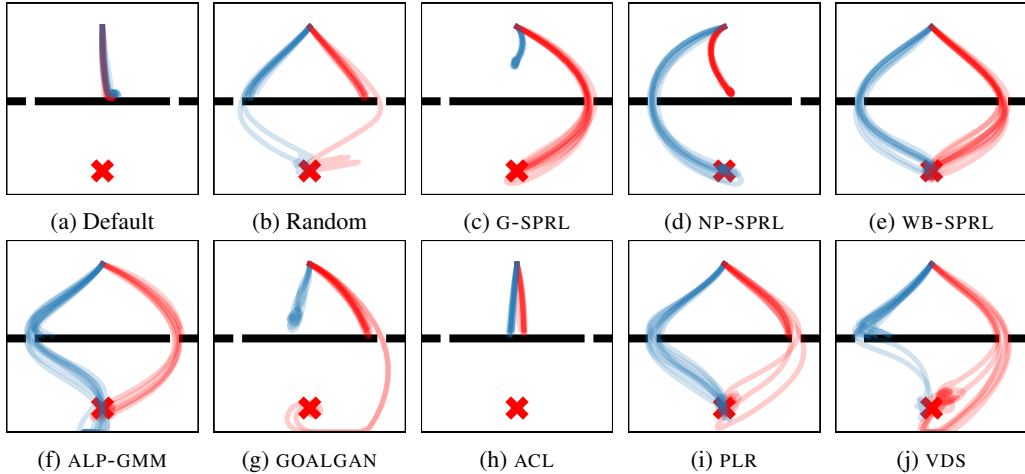 (a) Default
(b) Random
(c) G-SPRL
(d) NP-SPRL
(e) WB-SPRL
(f) ALP-GMM
(g) GOALGAN
(h) ACL
(i) PLR
(j) VDS